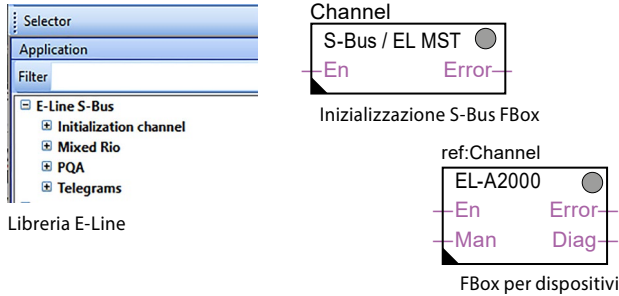 Selector
Application
Filter
E-Line S-Bus
Initialization channel
Mixed Rio
PQA
Telegrams
Libreria E-Line
Channel
S-Bus / EL MST
En Error
Inizializzazione S-Bus FBox
ref:Channel
EL-A2000
En Error
Man Diag
FBox per dispositivi